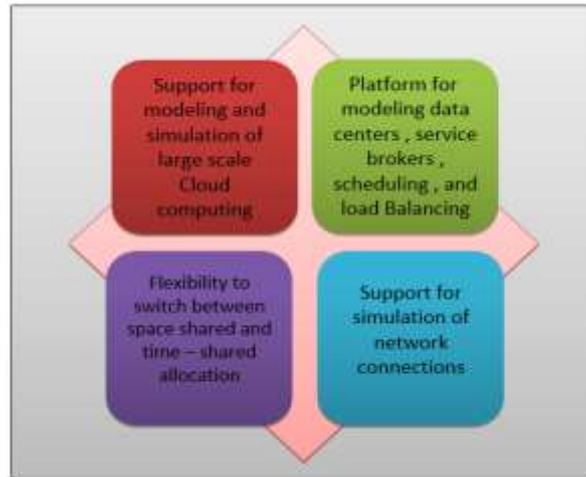 Support for
modeling and
simulation of
large scale
Cloud
computing
Platform for
modeling data
centers , service
brokers ,
scheduling , and
load Balancing
Flexibility to
switch between
space shared and
time – shared
allocation
Support for
simulation of
network
connections